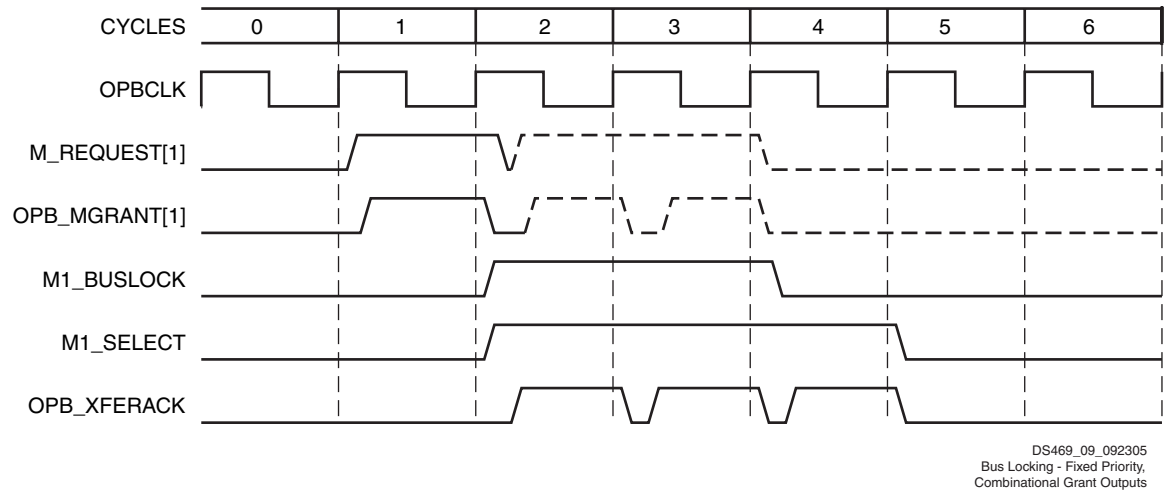 CYCLES 0 1 2 3 4 5 6
OPBCLK
M_REQUEST[1]
OPB_MGRANT[1]
M1_BUSLOCK
M1_SELECT
OPB_XFERACK
DS469_09_092305
Bus Locking - Fixed Priority,
Combinational Grant Outputs